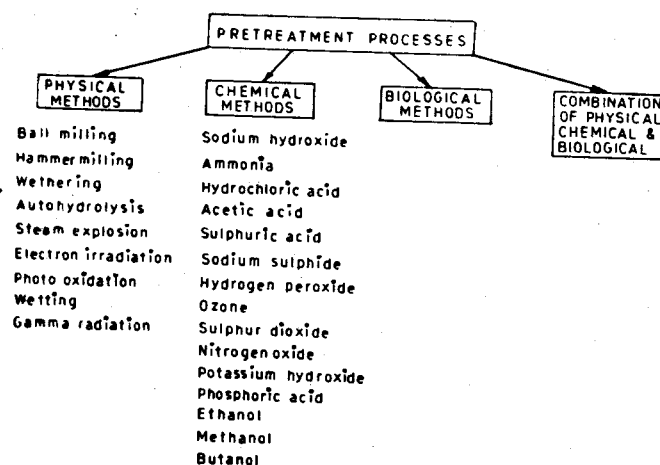 PRETREATMENT PROCESSES
PHYSICAL
METHODS
Ball milling
Hammermilling
Wethering
Autohydrolysis
Steam explosion
Electron irradiation
Photo oxidation
Wetting
Gamma radiation
CHEMICAL
METHODS
Sodium hydroxide
Ammonia
Hydrochloric acid
Acetic acid
Sulphuric acid
Sodium sulphide
Hydrogen peroxide
Ozone
Sulphur dioxide
Nitrogen oxide
Potassium hydroxide
Phosphoric acid
Ethanol
Methanol
Butanol
BIOLOGICAL
METHODS
COMBINATION
OF PHYSICAL
CHEMICAL &
BIOLOGICAL